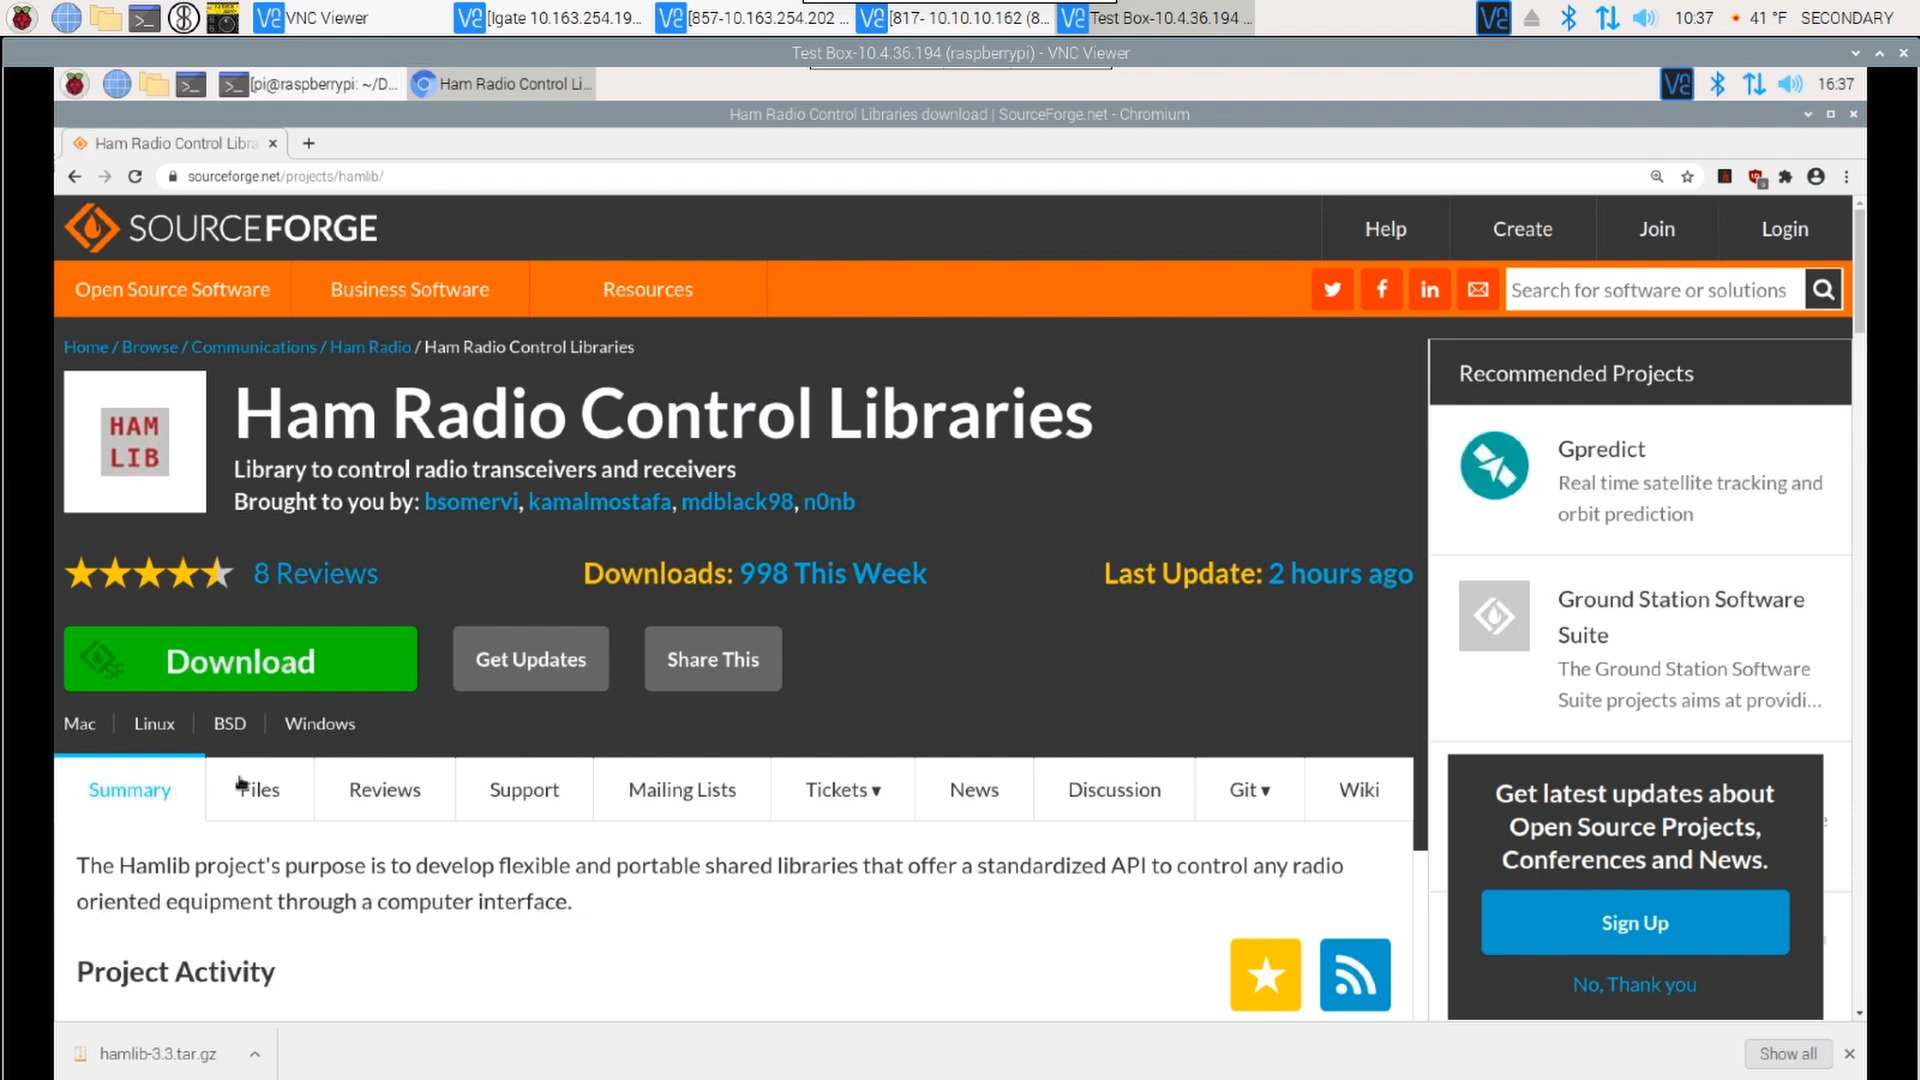 VNC Viewer
[Igate 10.163.254.19...
[857-10.163.254.202 ...
[817- 10.10.10.162 (8...
Test Box-10.4.36.194 ...
10:37
41 °F
SECONDARY
Test Box-10.4.36.194 (raspberrypi) - VNC Viewer
[pi@raspberrypi: ~/D...
Ham Radio Control Li...
16:37
Ham Radio Control Libraries download | SourceForge.net - Chromium
Ham Radio Control Libra
sourceforge.net/projects/hamlib/
SOURCEFORGE
Help
Create
Join
Login
Open Source Software
Business Software
Resources
Search for software or solutions
Home / Browse / Communications / Ham Radio / Ham Radio Control Libraries
HAM
LIB
Ham Radio Control Libraries
Library to control radio transceivers and receivers
Brought to you by: bsomervi, kamalmostafa, mdblack98, n0nb
8 Reviews
Downloads: 998 This Week
Last Update: 2 hours ago
Download
Get Updates
Share This
Mac
Linux
BSD
Windows
Summary
Files
Reviews
Support
Mailing Lists
Tickets ▾
News
Discussion
Git ▾
Wiki
The Hamlib project's purpose is to develop flexible and portable shared libraries that offer a standardized API to control any radio
oriented equipment through a computer interface.
Project Activity
Recommended Projects
Gpredict
Real time satellite tracking and
orbit prediction
Ground Station Software
Suite
The Ground Station Software
Suite projects aims at providi...
Get latest updates about
Open Source Projects,
Conferences and News.
Sign Up
No, Thank you
hamlib-3.3.tar.gz
Show all